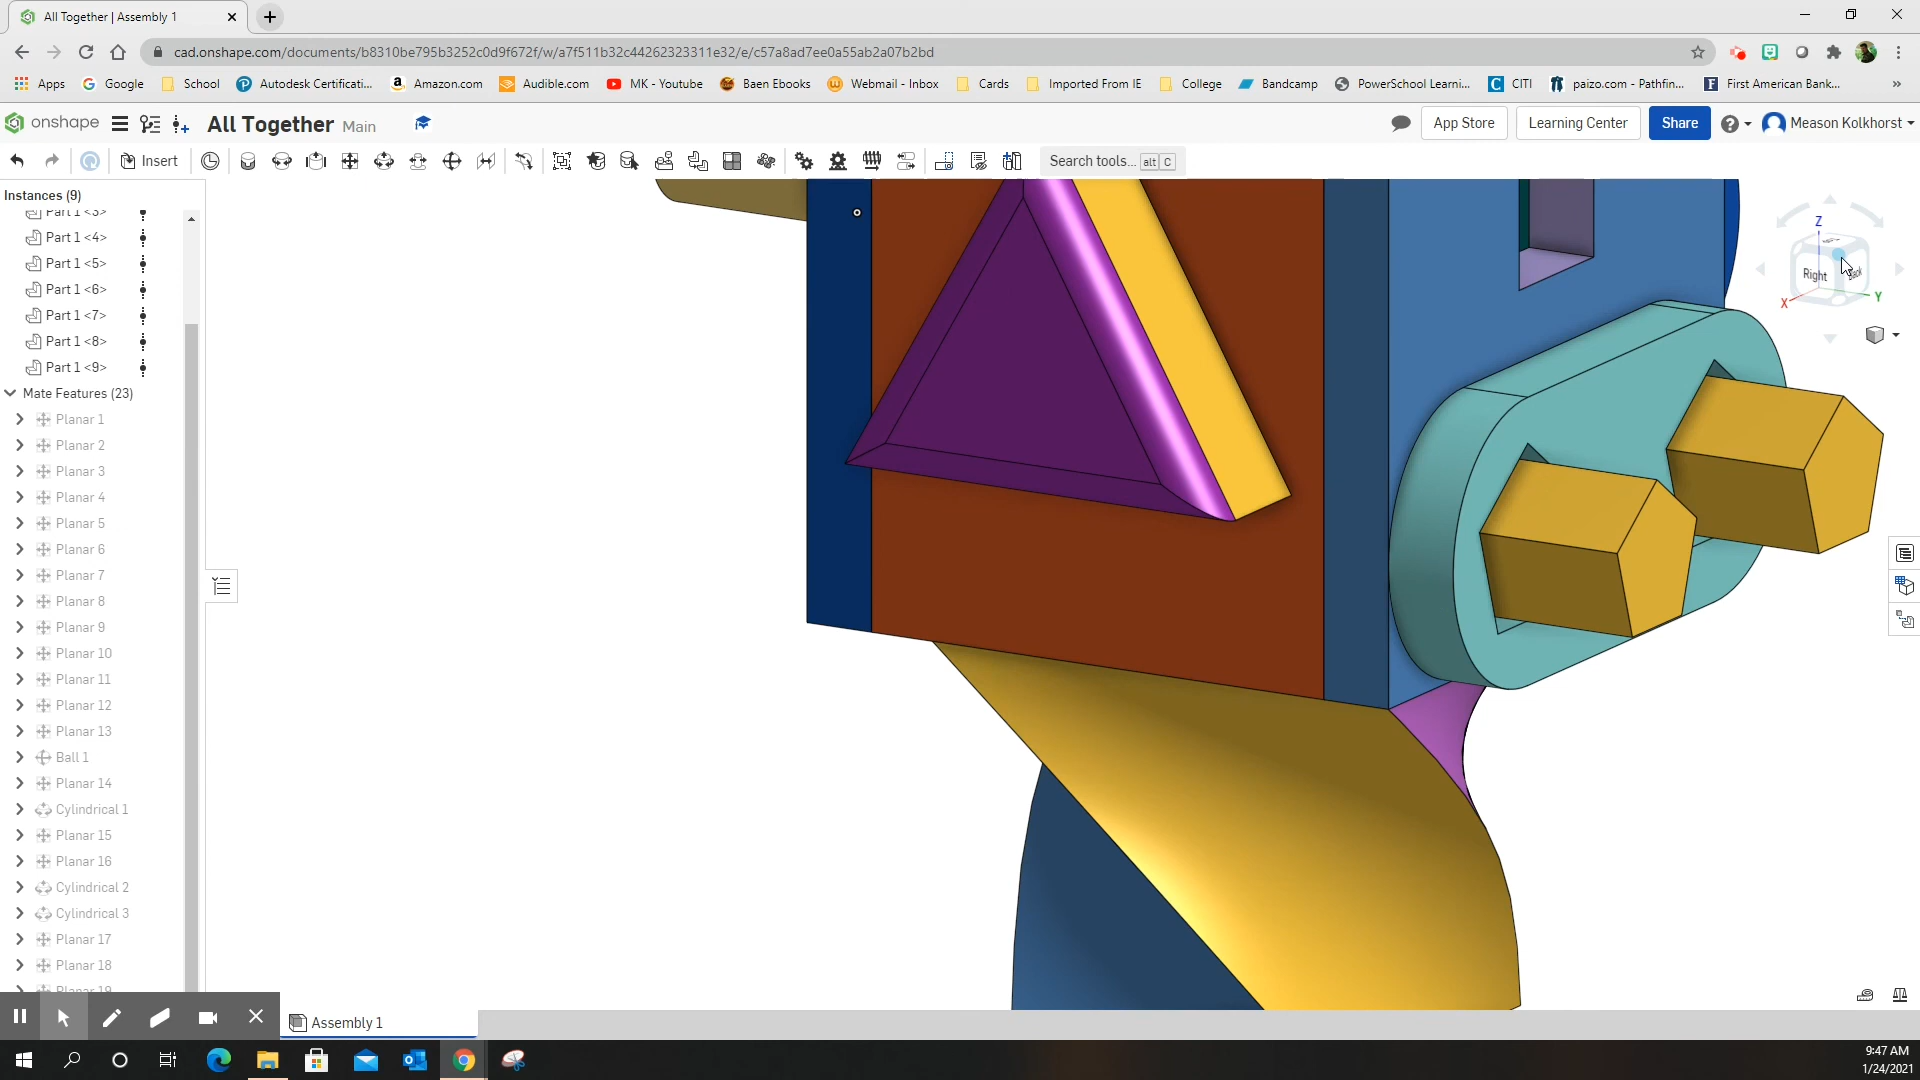 All Together | Assembly 1
cad.onshape.com/documents/b8310be795b3252c0d9f672f/w/a7f511b32c44262323311e32/e/c57a8ad7ee0a55ab2a07b2bd
Apps Google School Autodesk Certificati... Amazon.com Audible.com MK - Youtube Baen Ebooks Webmail - Inbox Cards Imported From IE College Bandcamp PowerSchool Learni... CITI paizo.com - Pathfin... First American Bank... »
onshape All Together Main App Store Learning Center Share Meason Kolkhorst
Insert Search tools... alt C
Instances (9)
Part 1 <3>
Part 1 <4>
Part 1 <5>
Part 1 <6>
Part 1 <7>
Part 1 <8>
Part 1 <9>
Mate Features (23)
Planar 1
Planar 2
Planar 3
Planar 4
Planar 5
Planar 6
Planar 7
Planar 8
Planar 9
Planar 10
Planar 11
Planar 12
Planar 13
Ball 1
Planar 14
Cylindrical 1
Planar 15
Planar 16
Cylindrical 2
Cylindrical 3
Planar 17
Planar 18
Planar 19
Z
Right Back
X Y
Assembly 1
9:47 AM
1/24/2021